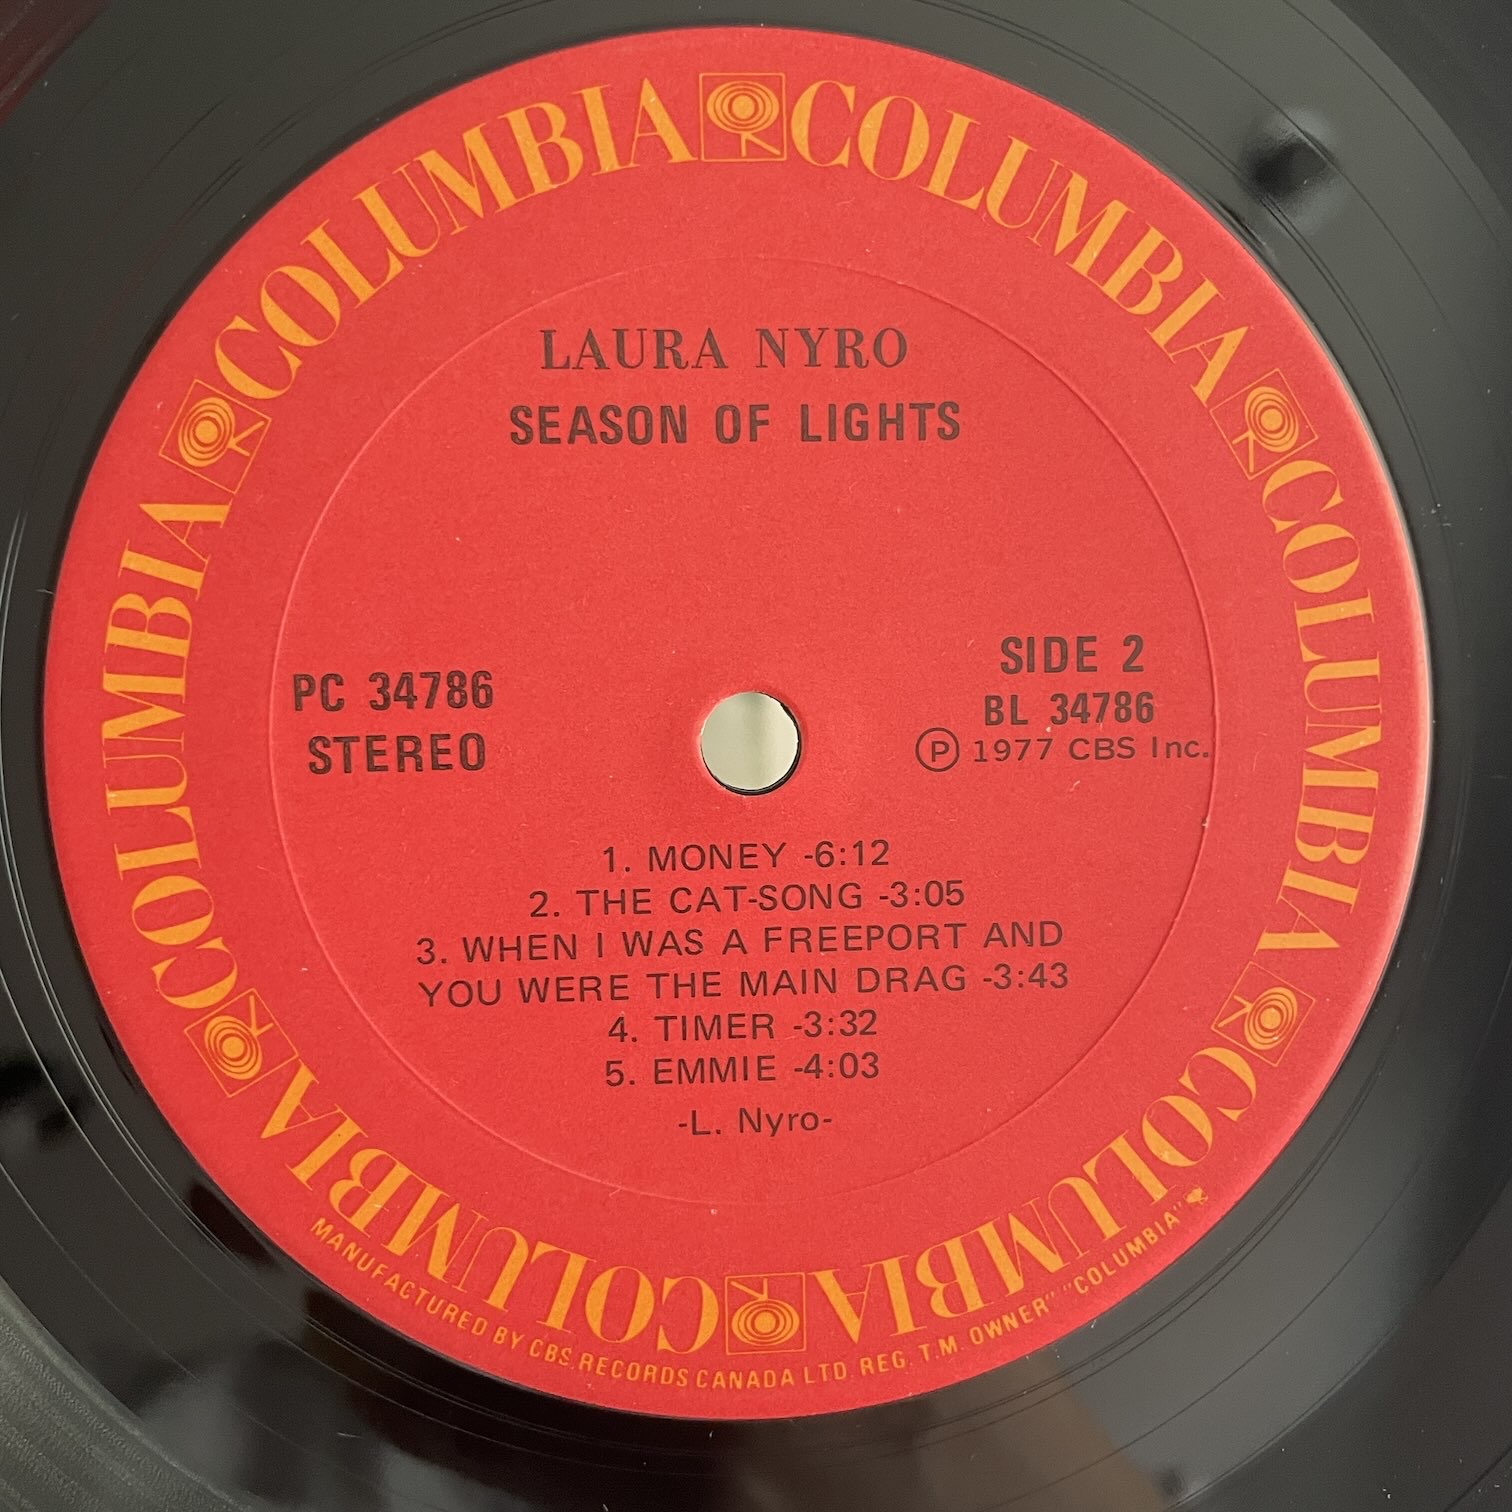 COLUMBIA COLUMBIA COLUMBIA COLUMBIA COLUMBIA COLUMBIA
LAURA NYRO
SEASON OF LIGHTS
PC 34786
STEREO
SIDE 2
BL 34786
Ⓟ 1977 CBS Inc.
1. MONEY -6:12
2. THE CAT-SONG -3:05
3. WHEN I WAS A FREEPORT AND
YOU WERE THE MAIN DRAG -3:43
4. TIMER -3:32
5. EMMIE -4:03
-L. Nyro-
MANUFACTURED BY CBS RECORDS CANADA LTD. REG. T.M. OWNER" "COLUMBIA"